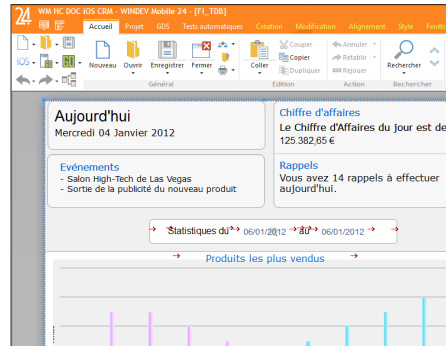 24 WM HC DOC iOS CRM - WINDEV Mobile 24 - [FI_TDB]
Accueil Projet GDS Tests automatiques Création Modification Alignement Style Fenêtr
iOS
Nouveau Ouvrir Enregistrer Fermer
Coller
Couper
Copier
Dupliquer
Annuler
Rétablir
Rejouer
Rechercher
Général Edition Action Rechercher
Aujourd'hui
Mercredi 04 Janvier 2012
Chiffre d'affaires
Le Chiffre d'Affaires du jour est de
125.382,65 €
Evénements
- Salon High-Tech de Las Vegas
- Sortie de la publicité du nouveau produit
Rappels
Vous avez 14 rappels à effectuer
aujourd'hui.
Statistiques du 06/01/2012 au 06/01/2012
Produits les plus vendus